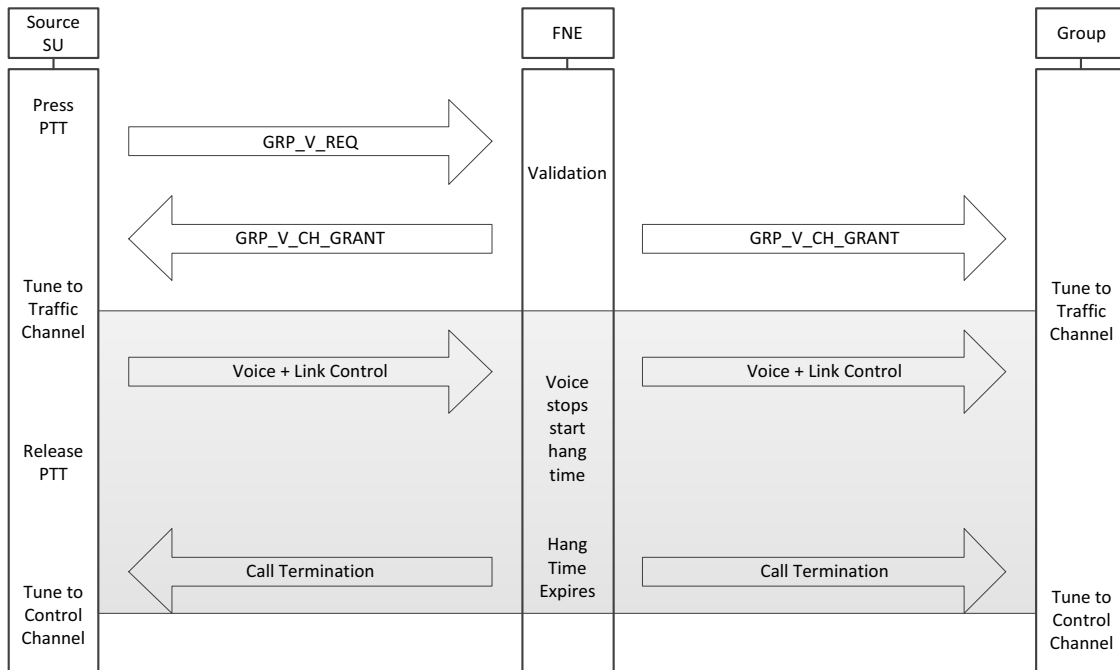 Source
SU
FNE
Group
Press
PTT
GRP_V_REQ
Validation
GRP_V_CH_GRANT
GRP_V_CH_GRANT
Tune to
Traffic
Channel
Tune to
Traffic
Channel
Voice + Link Control
Voice
stops
start
hang
time
Voice + Link Control
Release
PTT
Call Termination
Hang
Time
Expires
Call Termination
Tune to
Control
Channel
Tune to
Control
Channel